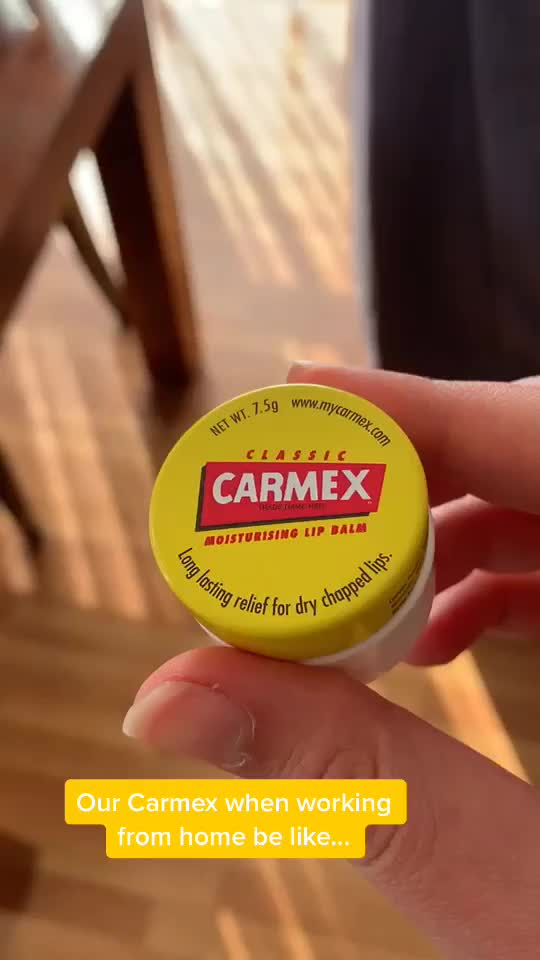 NET WT. 7.5g www.mycarmex.com
CLASSIC
CARMEX
MOISTURISING LIP BALM
Long lasting relief for dry chapped lips.
Our Carmex when working
from home be like...